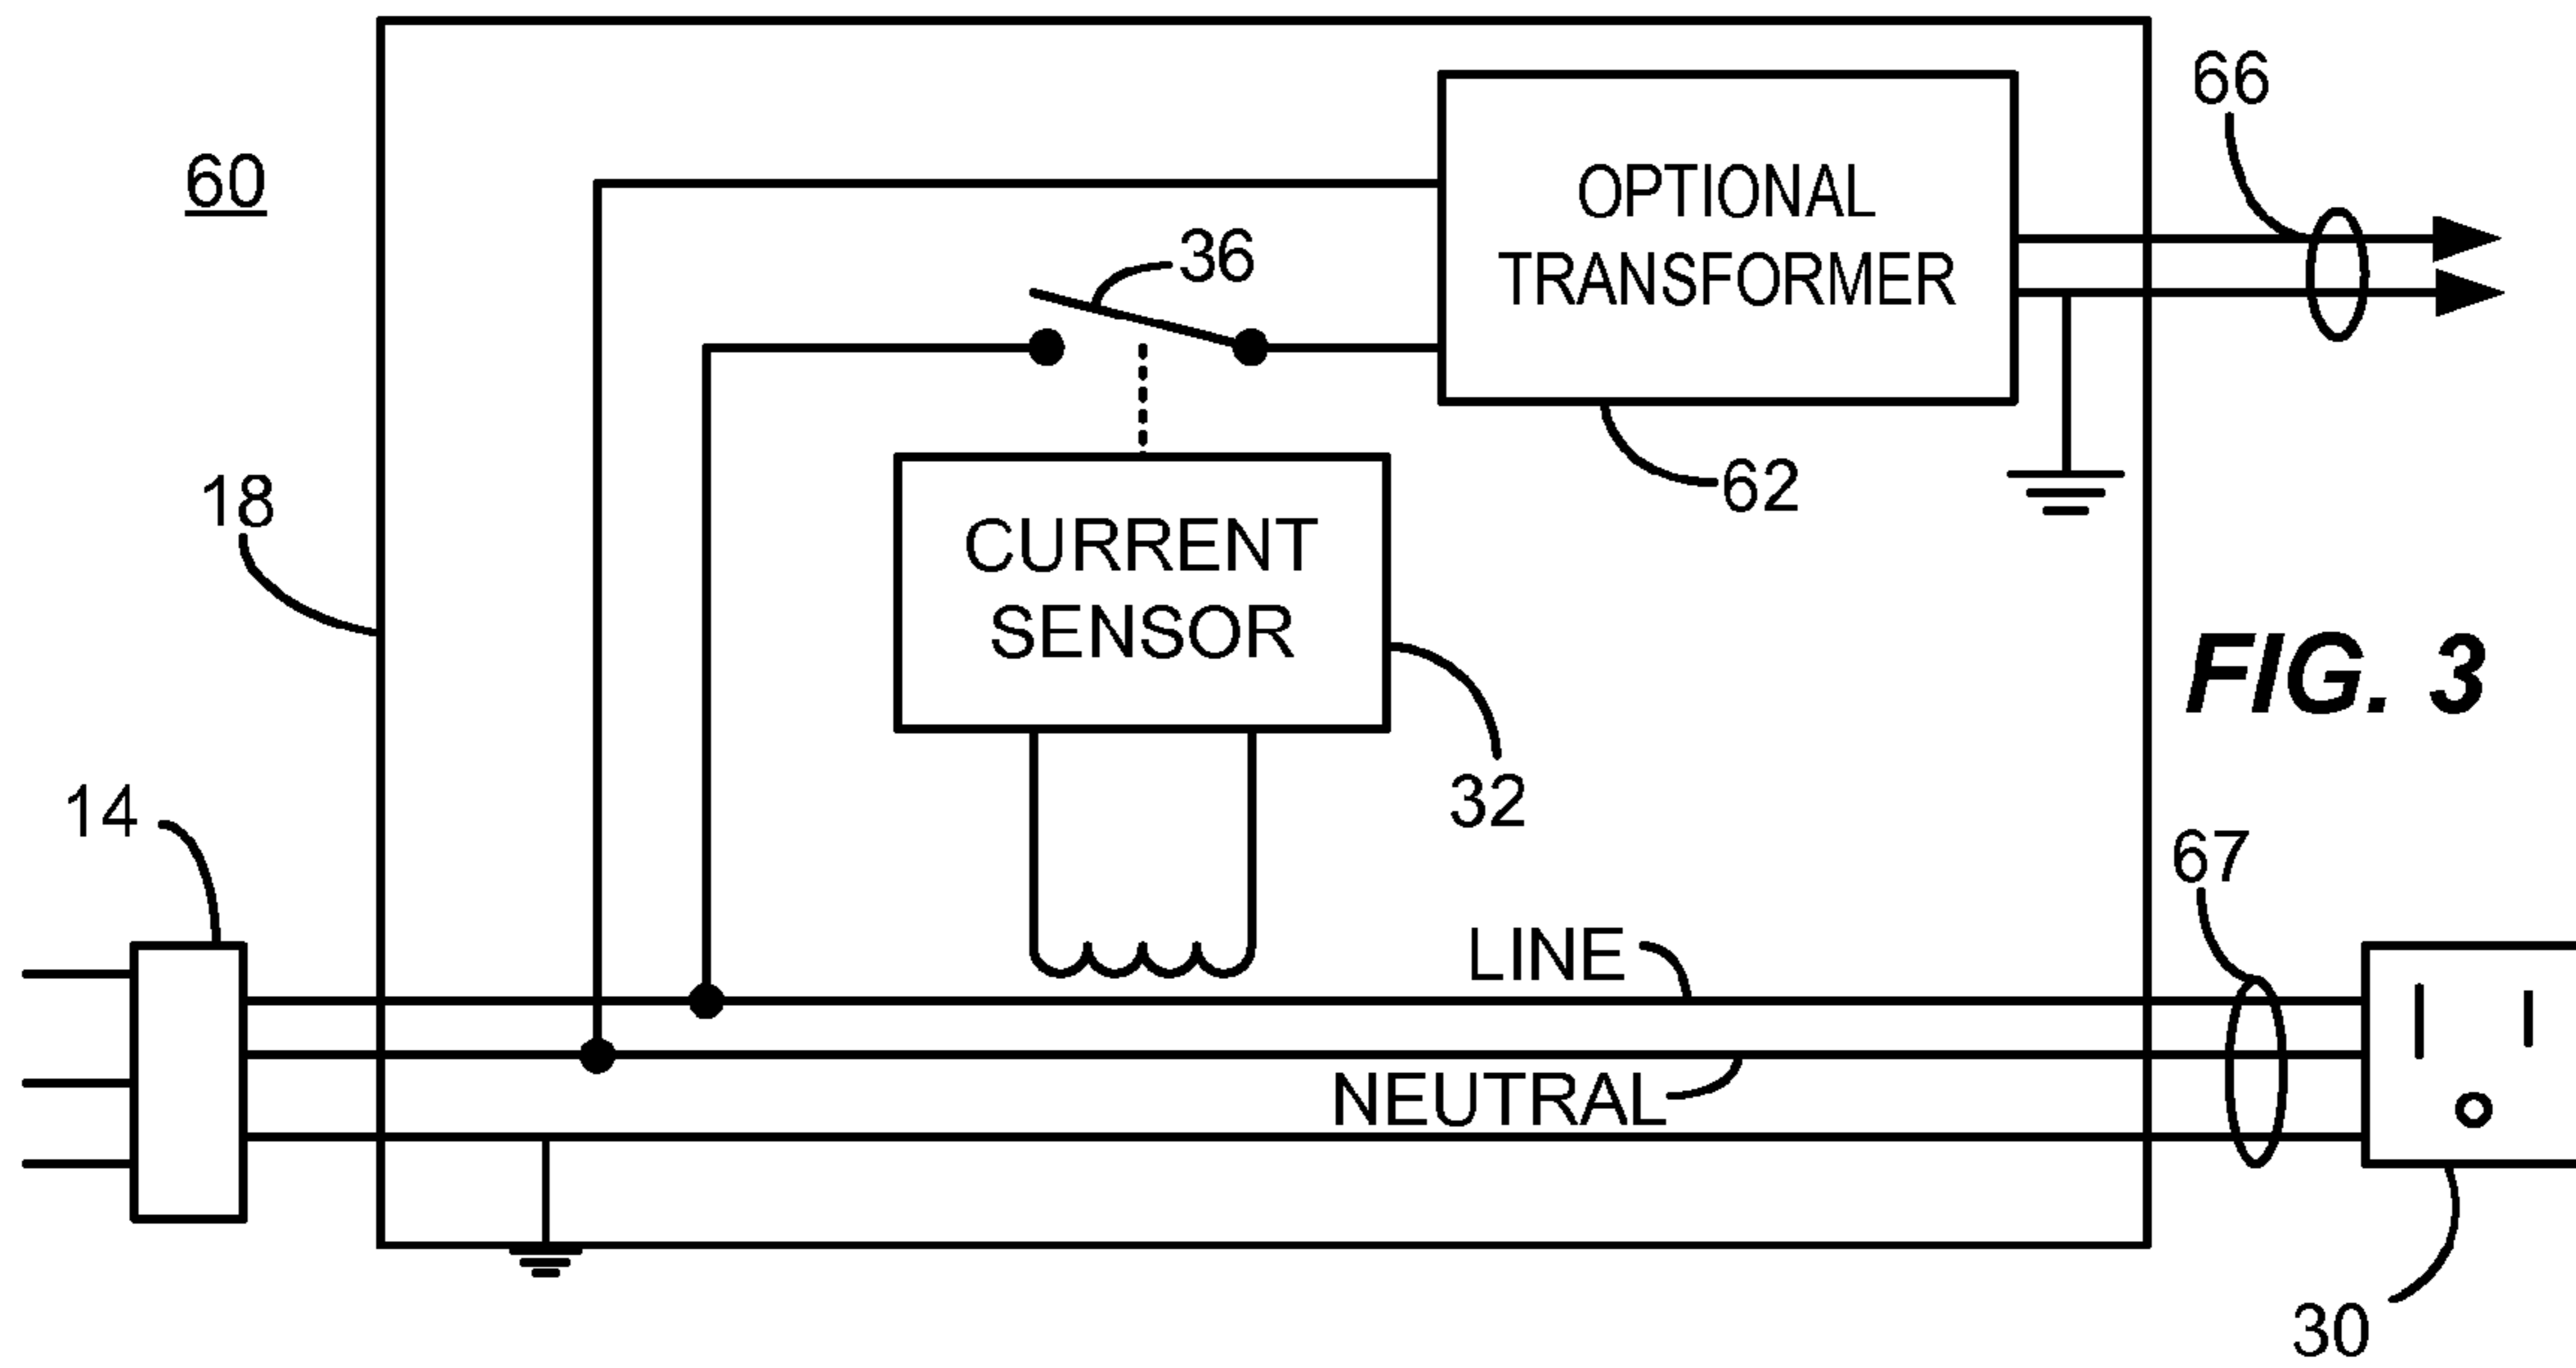 66
60
OPTIONAL
TRANSFORMER
36
62
18
CURRENT
SENSOR
FIG. 3
32
14
67
LINE
NEUTRAL
30